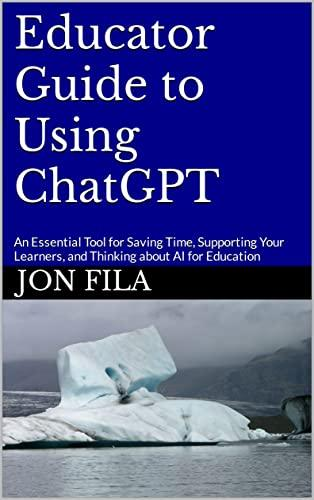 Educator
Guide to
Using
ChatGPT
An Essential Tool for Saving Time, Supporting Your
Learners, and Thinking about AI for Education
JON FILA